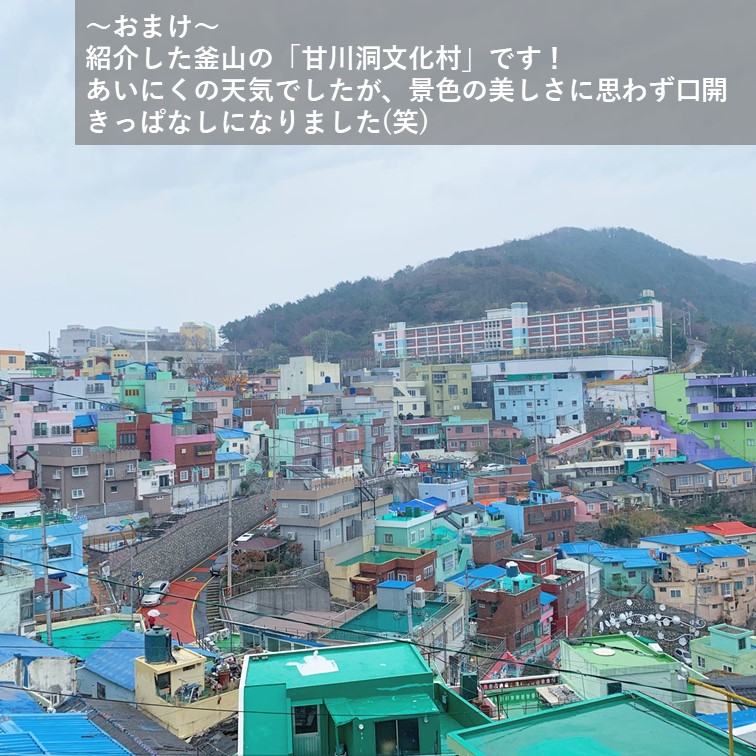 ～おまけ～
紹介した釜山の「甘川洞文化村」です！
あいにくの天気でしたが、景色の美しさに思わず口開
きっぱなしになりました(笑)